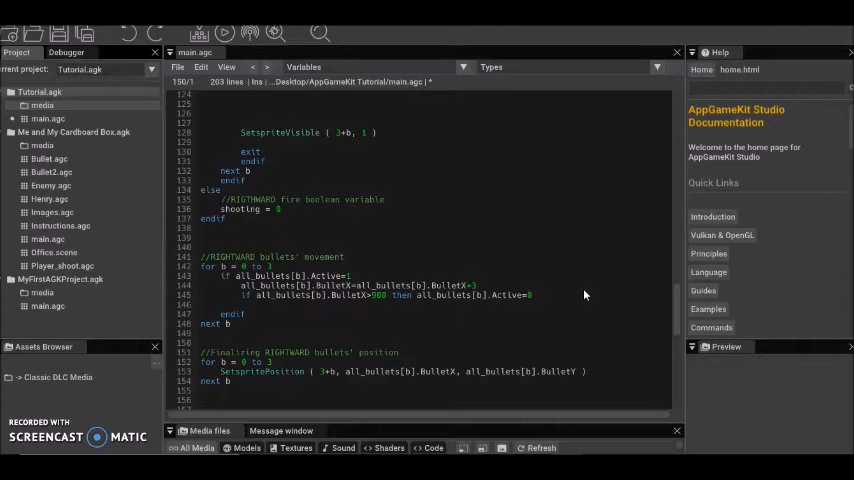 Project
Debugger
current project:
Tutorial.agk
Tutorial.agk
media
main.agc
Me and My Cardboard Box.agk
media
Bullet.agc
Bullet2.agc
Enemy.agc
Henry.agc
Images.agc
Instructions.agc
main.agc
Office.scene
Player_shoot.agc
MyFirstAGKProject.agk
media
main.agc
Assets Browser
-> Classic DLC Media
...
RECORDED WITH
SCREENCAST MATIC
main.agc
File Edit View < > Variables Types
150/1 203 lines | Ins | ...Desktop/AppGameKit Tutorial/main.agc | *
124
125
126
127
128 SetspriteVisible ( 3+b, 1 )
130 exit
131 endif
132 next b
133 endif
134 else
135 //RIGTHWARD fire boolean variable
136 shooting = 0
137 endif
138
139
140
141 //RIGHTWARD bullets' movement
142 for b = 0 to 3
143 if all_bullets[b].Active=1
144 all_bullets[b].BulletX=all_bullets[b].BulletX+3
145 if all_bullets[b].BulletX>900 then all_bullets[b].Active=0
146
147 endif
148 next b
149
150
151 //Finalizing RIGHTWARD bullets' position
152 for b = 0 to 3
153 SetspritePosition ( 3+b, all_bullets[b].BulletX, all_bullets[b].BulletY )
154 next b
155
156
Media files
Message window
All Media Models Textures Sound Shaders Code Refresh
Help
Home home.html
AppGameKit Studio
Documentation
Welcome to the home page for
AppGameKit Studio
Quick Links
Introduction
Vulkan & OpenGL
Principles
Language
Guides
Examples
Commands
Preview